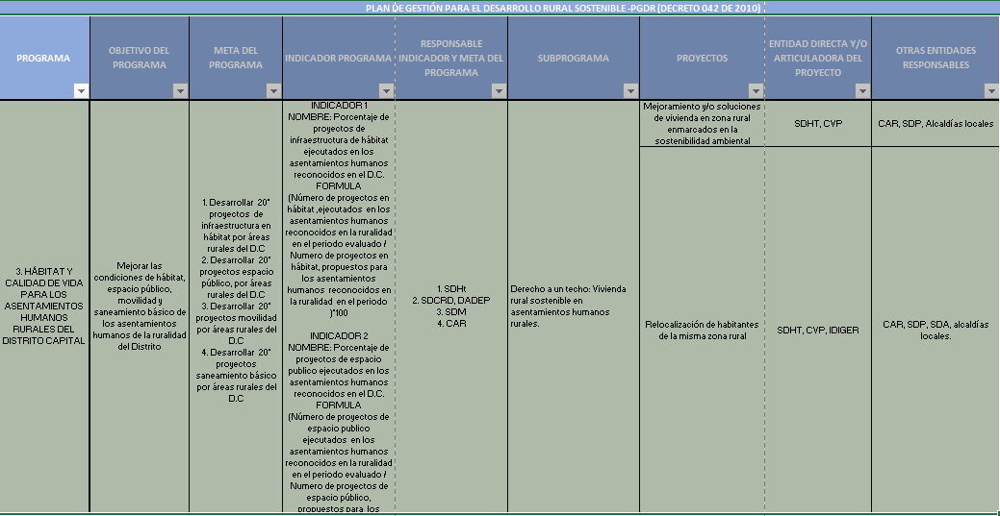 PLAN DE GESTIÓN PARA EL DESARROLLO RURAL SOSTENIBLE -PGDR (DECRETO 042 DE 2010)
PROGRAMA
OBJETIVO DEL
PROGRAMA
META DEL
PROGRAMA
INDICADOR PROGRAMA
RESPONSABLE
INDICADOR Y META DEL
PROGRAMA
SUBPROGRAMA
PROYECTOS
ENTIDAD DIRECTA Y/O
ARTICULADORA DEL
PROYECTO
OTRAS ENTIDADES
RESPONSABLES
3. HÁBITAT Y
CALIDAD DE VIDA
PARA LOS
ASENTAMIENTOS
HUMANOS
RURALES DEL
DISTRITO CAPITAL
Mejorar las
condiciones de hábitat,
espacio público,
movilidad y
saneamiento básico de
los asentamientos
humanos de la ruralidad
del Distrito
1. Desarrollar 20*
proyectos de
infraestructura en
hábitat por áreas
rurales del D.C
2. Desarrollar 20*
proyectos espacio
público, por áreas
rurales del D.C
3. Desarrollar 20*
proyectos movilidad
por áreas rurales del
D.C
4. Desarrollar 20*
proyectos
saneamiento básico
por áreas rurales del
D.C
INDICADOR 1
NOMBRE: Porcentaje de
proyectos de
infraestructura de hábitat
ejecutados en los
asentamientos humanos
reconocidos en el D.C.
FORMULA
(Número de proyectos en
hábitat ,ejecutados en los
asentamientos humanos
reconocidos en la ruralidad
en el periodo evaluado /
Numero de proyectos en
hábitat, propuestos para
los asentamientos
humanos reconocidos en
la ruralidad en el periodo
)*100
INDICADOR 2
NOMBRE: Porcentaje de
proyectos de espacio
publico ejecutados en los
asentamientos humanos
reconocidos en el D.C.
FORMULA
(Número de proyectos de
espacio publico
ejecutados en los
asentamientos humanos
reconocidos en la ruralidad
en el periodo evaluado /
Numero de proyectos de
espacio público,
propuestos para los
1. SDHt
2. SDCRD, DADEP
3. SDM
4. CAR
Derecho a un techo: Vivienda
rural sostenible en
asentamientos humanos
rurales.
Mejoramiento y/o soluciones
de vivienda en zona rural
enmarcados en la
sostenibilidad ambiental
SDHT, CVP
CAR, SDP, Alcaldías locales
Relocalización de habitantes
de la misma zona rural
SDHT, CVP, IDIGER
CAR, SDP, SDA, alcaldías
locales.